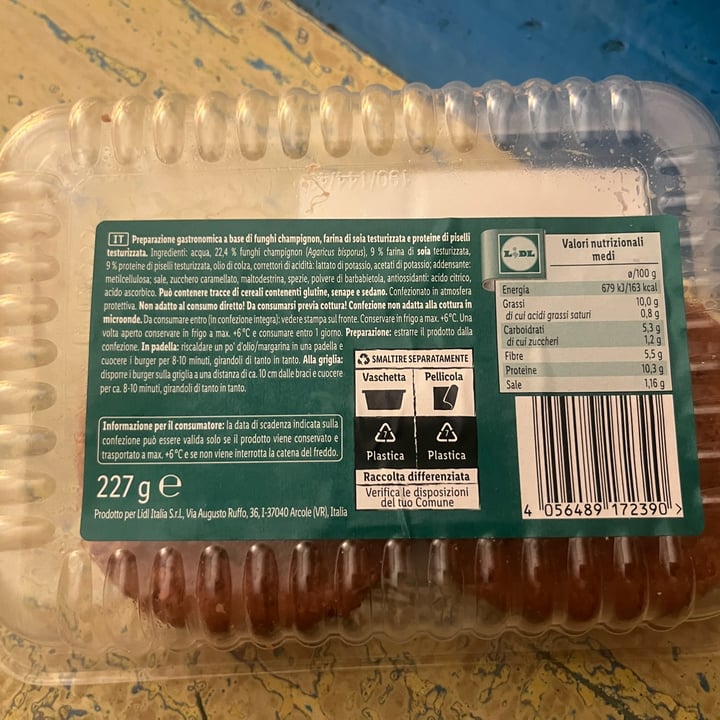 IT Preparazione gastronomica a base di funghi champignon, farina di soia testurizzata e proteine di piselli
testurizzata. Ingredienti: acqua, 22,4 % funghi champignon (Agaricus bisporus), 9 % farina di soia testurizzata,
9 % proteine di piselli testurizzate, olio di colza, correttori di acidità: lattato di potassio, acetati di potassio; addensante:
metilcellulosa; sale, zucchero caramellato, maltodestrina, spezie, polvere di barbabietola, antiossidanti: acido citrico,
acido ascorbico. Può contenere tracce di cereali contenenti glutine, senape e sedano. Confezionato in atmosfera
protettiva. Non adatto al consumo diretto! Da consumarsi previa cottura! Confezione non adatta alla cottura in
microonde. Da consumare entro (in confezione integra): vedere stampa sul fronte. Conservare in frigo a max. +6°C. Una
volta aperto conservare in frigo a max. +6°C e consumare entro 1 giorno. Preparazione: estrarre il prodotto dalla
confezione. In padella: riscaldare un po' d'olio/margarina in una padella e
cuocere i burger per 8-10 minuti, girandoli di tanto in tanto. Alla griglia:
disporre i burger sulla griglia a una distanza di ca. 10 cm dalle braci e cuocere
per ca. 8-10 minuti, girandoli di tanto in tanto.
Informazione per il consumatore: la data di scadenza indicata sulla
confezione può essere valida solo se il prodotto viene conservato e
trasportato a max. +6°C e se non viene interrotta la catena del freddo.
227 g e
Prodotto per Lidl Italia S.r.l., Via Augusto Ruffo, 36, I-37040 Arcole (VR), Italia
SMALTIRE SEPARATAMENTE
Vaschetta Pellicola
7 7
Plastica Plastica
Raccolta differenziata
Verifica le disposizioni
del tuo Comune
LIDL
Valori nutrizionali
medi
ø/100 g
Energia 679 kJ/163 kcal
Grassi 10,0 g
di cui acidi grassi saturi 0,8 g
Carboidrati 5,3 g
di cui zuccheri 1,2 g
Fibre 5,5 g
Proteine 10,3 g
Sale 1,16 g
4 056489 172390 >